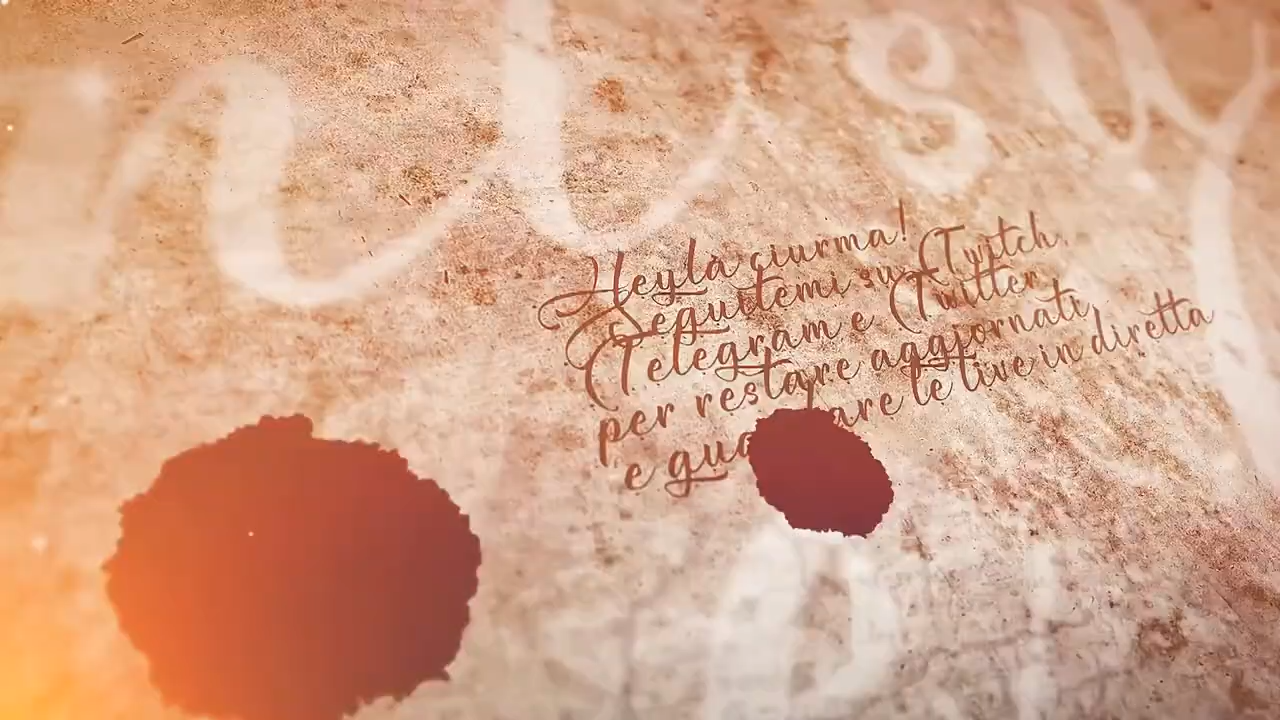 Heylà ciurma!
Seguitemi su Twitch,
Telegram e Twitter
per restare aggiornati
e le live in diretta